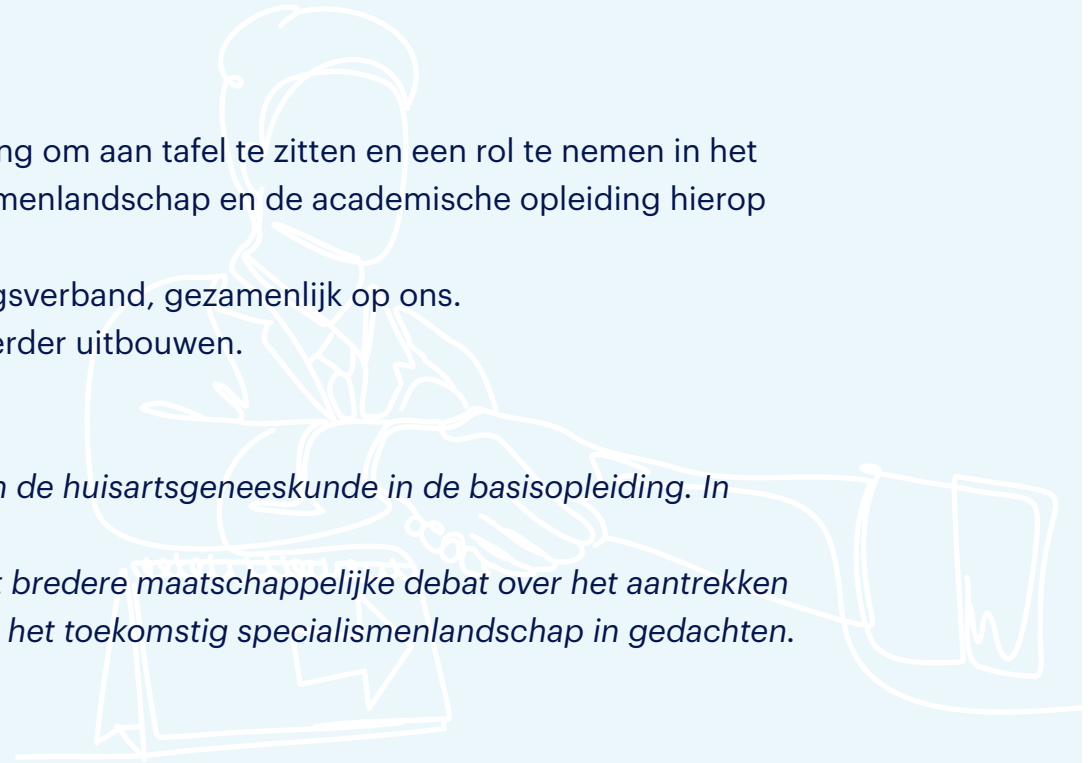 ng om aan tafel te zitten en een rol te nemen in het
menlandschap en de academische opleiding hierop
gsverband, gezamenlijk op ons.
erder uitbouwen.
de huisartsgeneeskunde in de basisopleiding. In
bredere maatschappelijke debat over het aantrekken
het toekomstig specialismenlandschap in gedachten.